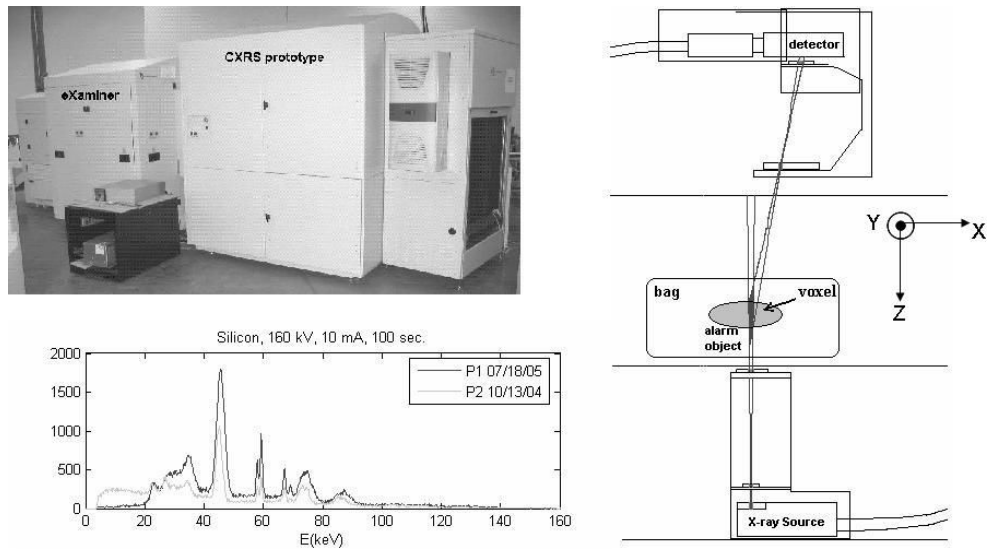 eXaminer
CXRS prototype
Silicon, 160 kV, 10 mA, 100 sec.
2000
1500
1000
500
0
P1 07/18/05
P2 10/13/04
0 20 40 60 80 100 120 140 160
E(keV)
detector
Y
X
Z
bag
voxel
alarm
object
X-ray Source